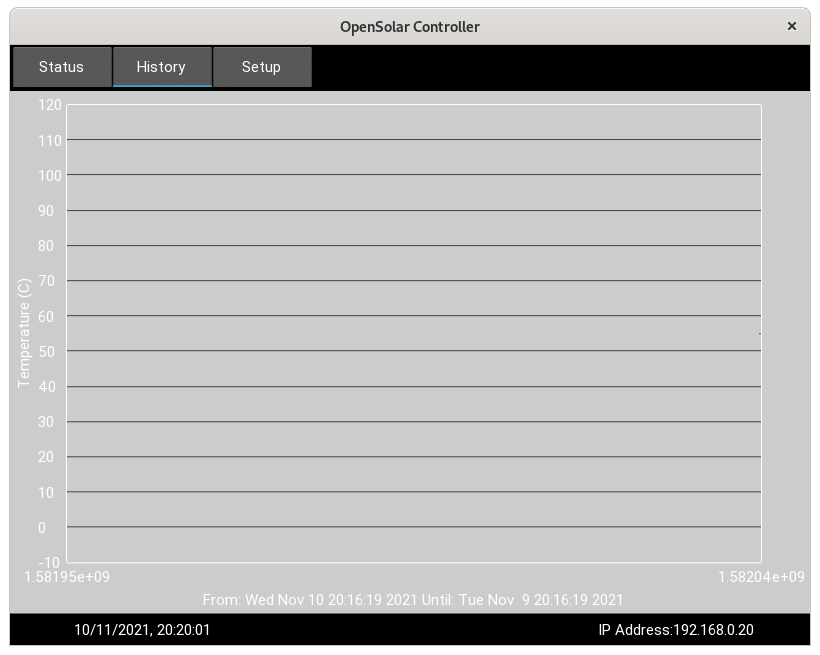 OpenSolar Controller
×
Status
History
Setup
120
110
100
90
80
70
60
50
40
30
20
10
0
-10
Temperature (C)
1.58195e+09
1.58204e+09
From: Wed Nov 10 20:16:19 2021 Until: Tue Nov  9 20:16:19 2021
10/11/2021, 20:20:01
IP Address:192.168.0.20